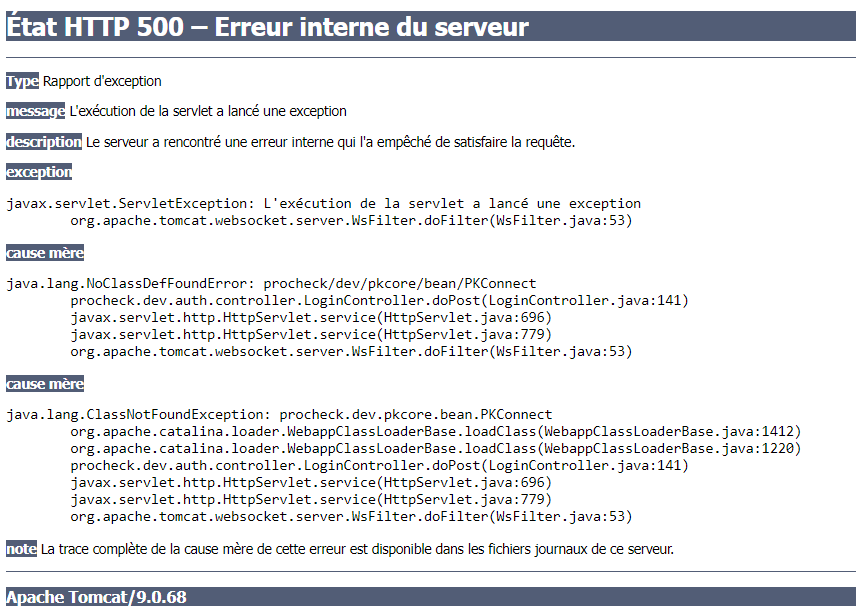 État HTTP 500 – Erreur interne du serveur
Type Rapport d'exception
message L'exécution de la servlet a lancé une exception
description Le serveur a rencontré une erreur interne qui l'a empêché de satisfaire la requête.
exception
javax.servlet.ServletException: L'exécution de la servlet a lancé une exception
org.apache.tomcat.websocket.server.WsFilter.doFilter(WsFilter.java:53)
cause mère
java.lang.NoClassDefFoundError: procheck/dev/pkcore/bean/PKConnect
procheck.dev.auth.controller.LoginController.doPost(LoginController.java:141)
javax.servlet.http.HttpServlet.service(HttpServlet.java:696)
javax.servlet.http.HttpServlet.service(HttpServlet.java:779)
org.apache.tomcat.websocket.server.WsFilter.doFilter(WsFilter.java:53)
cause mère
java.lang.ClassNotFoundException: procheck.dev.pkcore.bean.PKConnect
org.apache.catalina.loader.WebappClassLoaderBase.loadClass(WebappClassLoaderBase.java:1412)
org.apache.catalina.loader.WebappClassLoaderBase.loadClass(WebappClassLoaderBase.java:1220)
procheck.dev.auth.controller.LoginController.doPost(LoginController.java:141)
javax.servlet.http.HttpServlet.service(HttpServlet.java:696)
javax.servlet.http.HttpServlet.service(HttpServlet.java:779)
org.apache.tomcat.websocket.server.WsFilter.doFilter(WsFilter.java:53)
note La trace complète de la cause mère de cette erreur est disponible dans les fichiers journaux de ce serveur.
Apache Tomcat/9.0.68